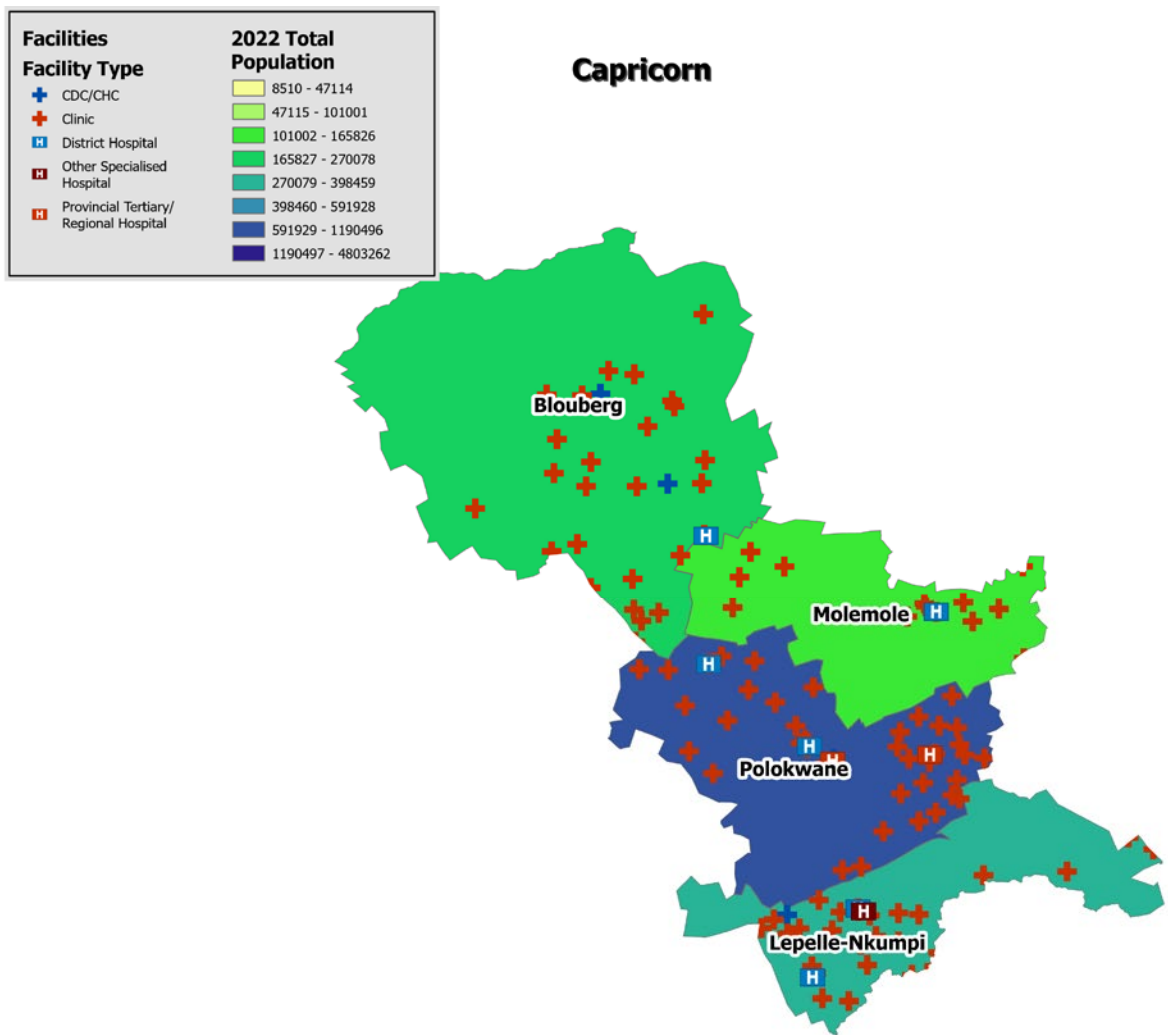 Capricorn
Facilities
Facility Type
CDC/CHC
Clinic
H District Hospital
H Other Specialised
Hospital
H Provincial Tertiary/
Regional Hospital
2022 Total
Population
8510 - 47114
47115 - 101001
101002 - 165826
165827 - 270078
270079 - 398459
398460 - 591928
591929 - 1190496
1190497 - 4803262
Blouberg
H
Molemole
H
H
H
H
H
Polokwane
H
Lepelle-Nkumpi
H